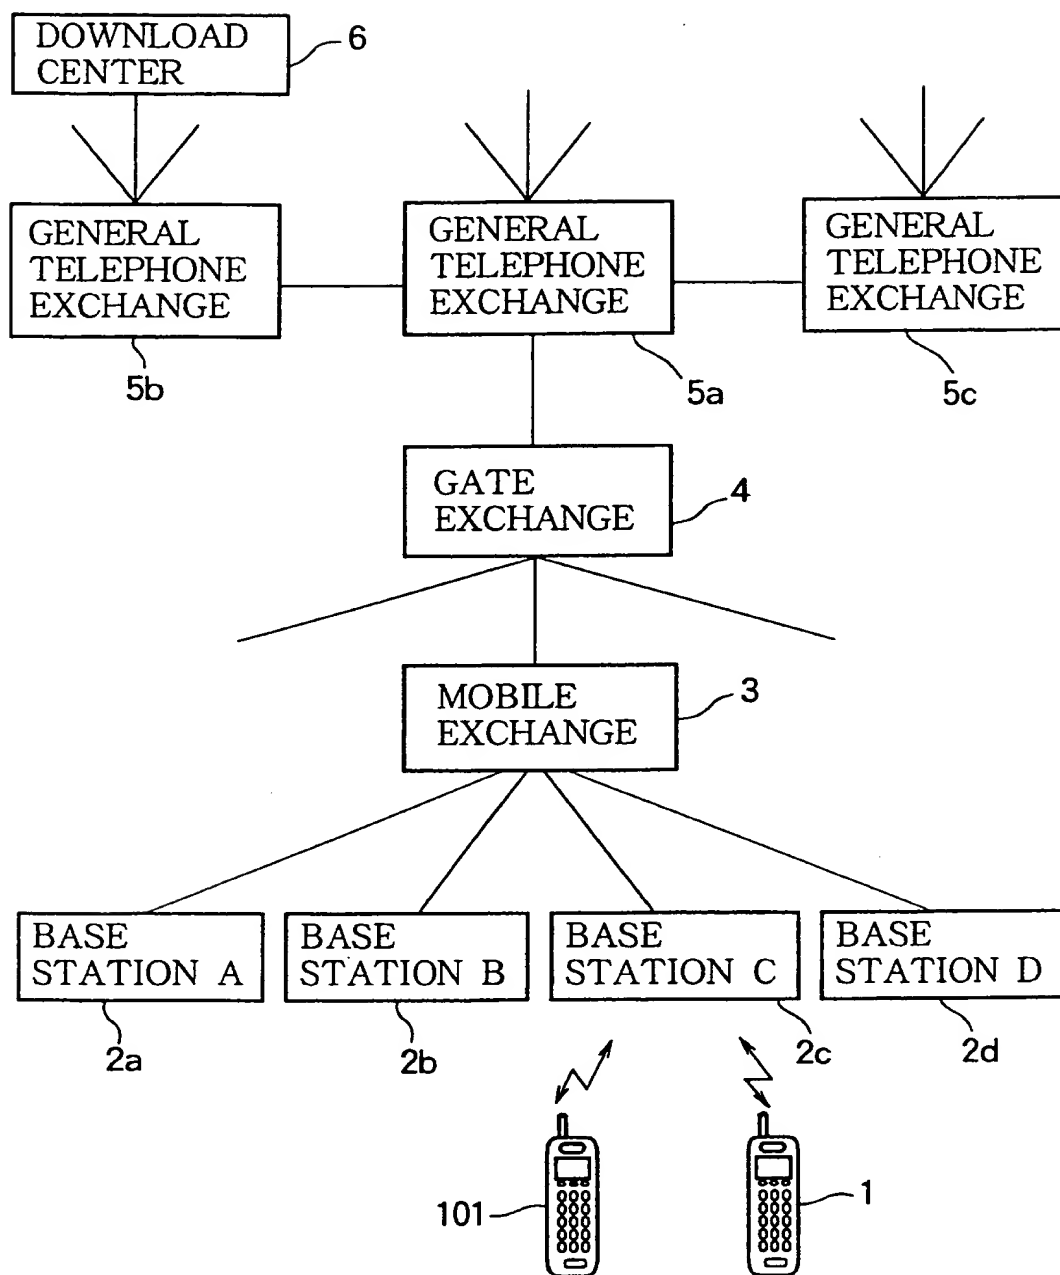 DOWNLOAD
CENTER
6
GENERAL
TELEPHONE
EXCHANGE
5b
GENERAL
TELEPHONE
EXCHANGE
5a
GENERAL
TELEPHONE
EXCHANGE
5c
GATE
EXCHANGE
4
MOBILE
EXCHANGE
3
BASE
STATION A
2a
BASE
STATION B
2b
BASE
STATION C
2c
BASE
STATION D
2d
101
1